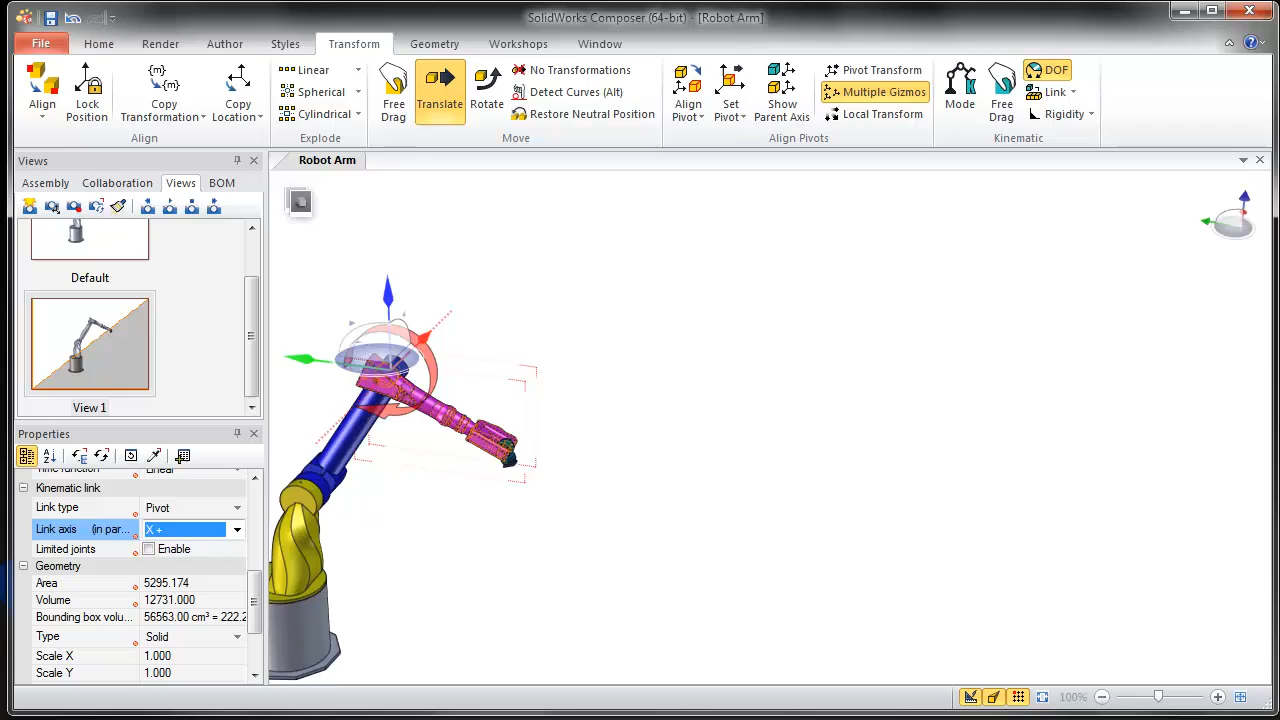 SolidWorks Composer (64-bit) - [Robot Arm]
File Home Render Author Styles Transform Geometry Workshops Window
Align
Lock Position
{m} {m}
Copy Transformation
Copy Location
Align
Linear
Spherical
Cylindrical
Explode
Free Drag
Translate
Rotate
No Transformations
Detect Curves (Alt)
Restore Neutral Position
Move
Align Pivot
Set Pivot
Show Parent Axis
Pivot Transform
Multiple Gizmos
Local Transform
Align Pivots
Mode
Free Drag
DOF
Link
Rigidity
Kinematic
Views
Assembly Collaboration Views BOM
Default
View 1
Robot Arm
Properties
Time function Linear
Kinematic link
Link type Pivot
Link axis (in par... X +
Limited joints Enable
Geometry
Area 5295.174
Volume 12731.000
Bounding box volu... 56563.00 cm³ = 222.2
Type Solid
Scale X 1.000
Scale Y 1.000
100%